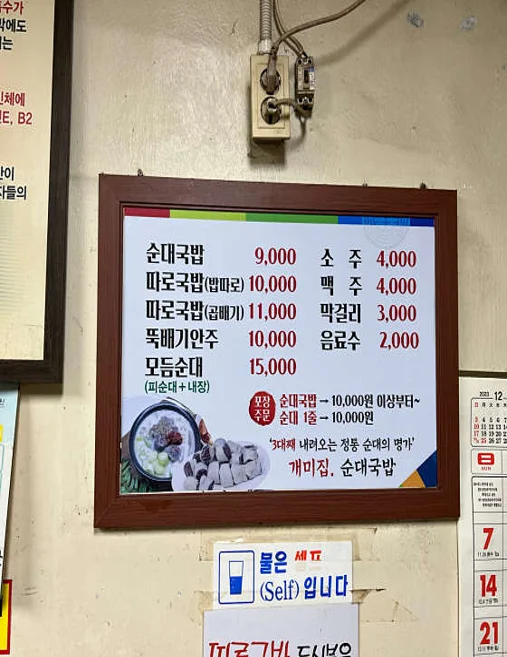 순대국밥 9,000
따로국밥(밥따로) 10,000
따로국밥(곱배기) 11,000
뚝배기안주 10,000
모듬순대 15,000
(피순대+내장)
소 주 4,000
맥 주 4,000
막걸리 3,000
음료수 2,000
포장
주문
순대국밥 → 10,000원 이상부터~
순대 1줄 → 10,000원
'3대째 내려오는 정통 순대의 명가'
개미집. 순대국밥
물은 셀프
(Self) 입니다
E, B2
2023 12
日
SUN
7
14
21